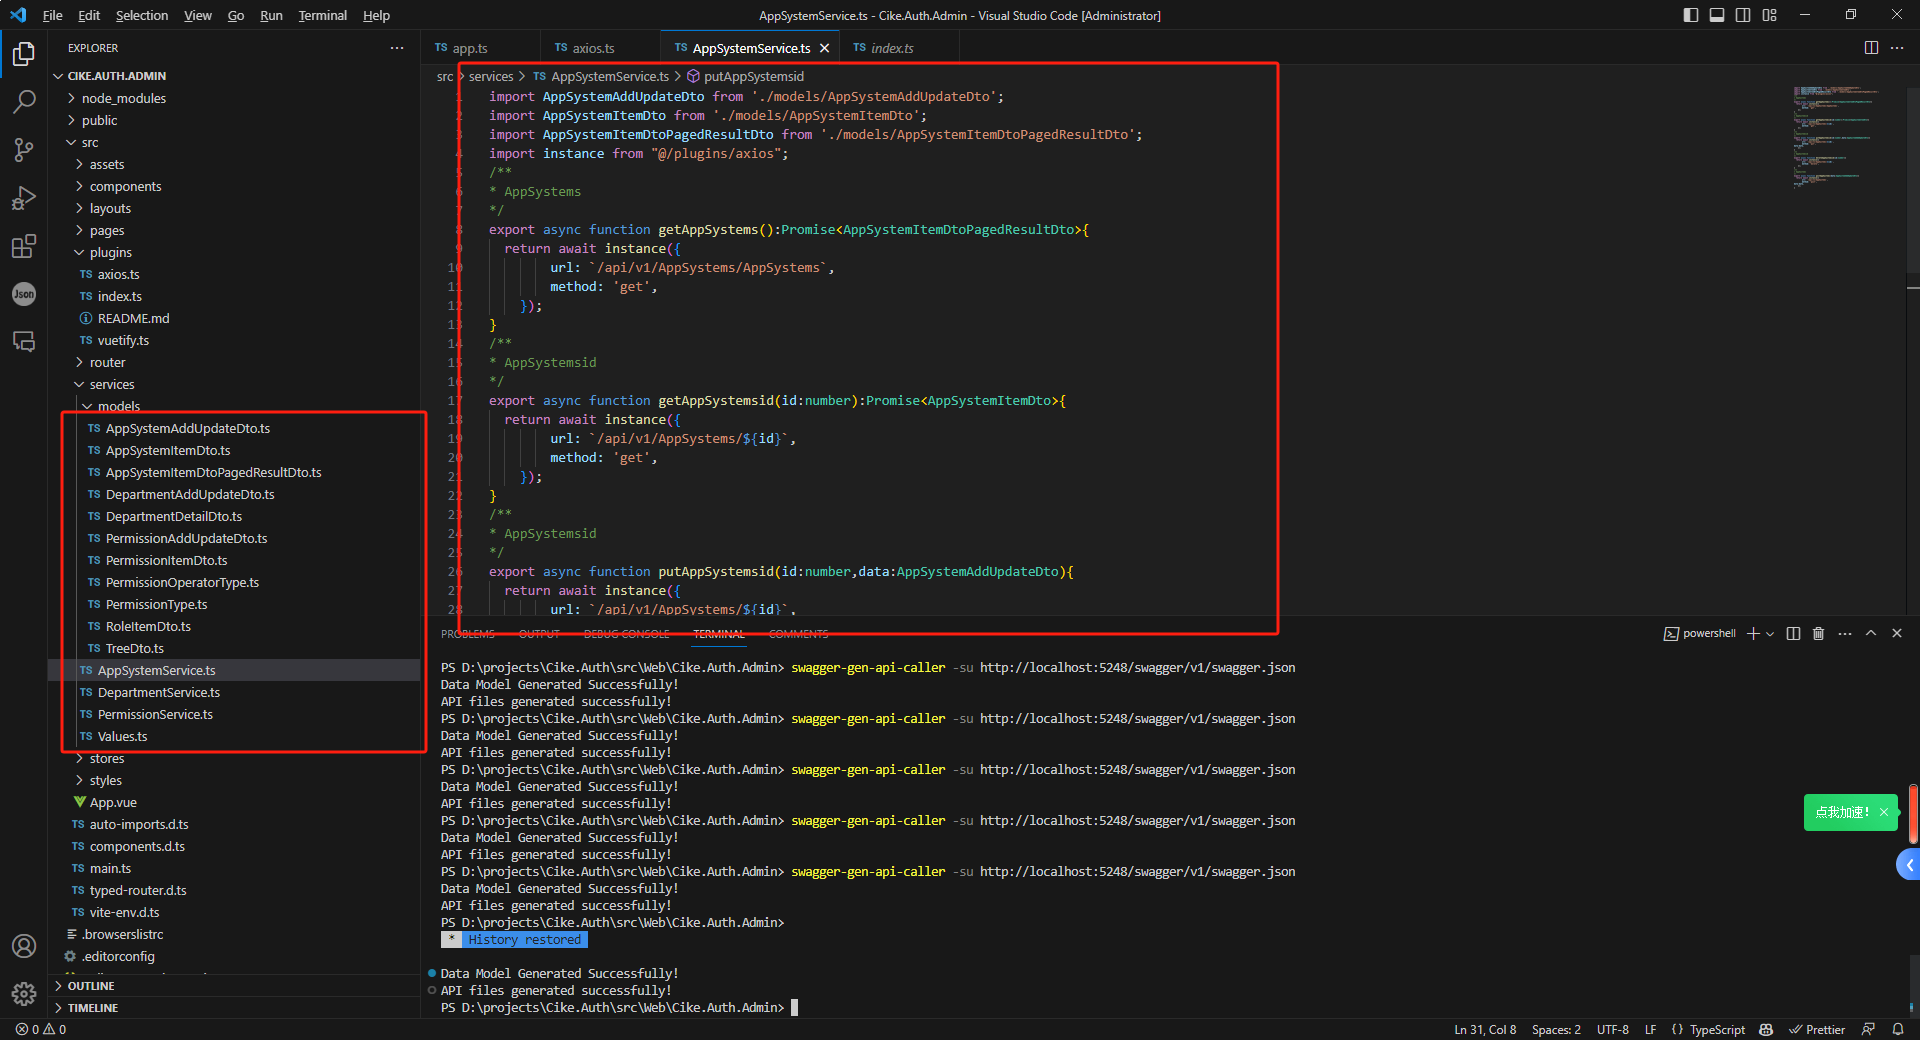 File Edit Selection View Go Run Terminal Help
AppSystemService.ts - Cike.Auth.Admin - Visual Studio Code [Administrator]
EXPLORER
CIKE.AUTH.ADMIN
node_modules
public
src
assets
components
layouts
pages
plugins
TS axios.ts
TS index.ts
README.md
TS vuetify.ts
router
services
models
TS AppSystemAddUpdateDto.ts
TS AppSystemItemDto.ts
TS AppSystemItemDtoPagedResultDto.ts
TS DepartmentAddUpdateDto.ts
TS DepartmentDetailDto.ts
TS PermissionAddUpdateDto.ts
TS PermissionItemDto.ts
TS PermissionOperatorType.ts
TS PermissionType.ts
TS RoleItemDto.ts
TS TreeDto.ts
TS AppSystemService.ts
TS DepartmentService.ts
TS PermissionService.ts
TS Values.ts
stores
styles
App.vue
TS auto-imports.d.ts
TS components.d.ts
TS main.ts
TS typed-router.d.ts
TS vite-env.d.ts
.browserslistrc
.editorconfig
OUTLINE
TIMELINE
Json
TS app.ts TS axios.ts TS AppSystemService.ts TS index.ts
src > services > TS AppSystemService.ts > putAppSystemsid
1 import AppSystemAddUpdateDto from './models/AppSystemAddUpdateDto';
2 import AppSystemItemDto from './models/AppSystemItemDto';
3 import AppSystemItemDtoPagedResultDto from './models/AppSystemItemDtoPagedResultDto';
4 import instance from "@/plugins/axios";
5 /**
6 * AppSystems
7 */
8 export async function getAppSystems():Promise<AppSystemItemDtoPagedResultDto>{
9 return await instance({
10 url: `/api/v1/AppSystems/AppSystems`,
11 method: 'get',
12 });
13 }
14 /**
15 * AppSystemsid
16 */
17 export async function getAppSystemsid(id:number):Promise<AppSystemItemDto>{
18 return await instance({
19 url: `/api/v1/AppSystems/${id}`,
20 method: 'get',
21 });
22 }
23 /**
24 * AppSystemsid
25 */
26 export async function putAppSystemsid(id:number,data:AppSystemAddUpdateDto){
27 return await instance({
28 url: `/api/v1/AppSystems/${id}`,
PROBLEMS OUTPUT DEBUG CONSOLE TERMINAL COMMENTS
powershell
PS D:\projects\Cike.Auth\src\Web\Cike.Auth.Admin> swagger-gen-api-caller -su http://localhost:5248/swagger/v1/swagger.json
Data Model Generated Successfully!
API files generated successfully!
PS D:\projects\Cike.Auth\src\Web\Cike.Auth.Admin> swagger-gen-api-caller -su http://localhost:5248/swagger/v1/swagger.json
Data Model Generated Successfully!
API files generated successfully!
PS D:\projects\Cike.Auth\src\Web\Cike.Auth.Admin> swagger-gen-api-caller -su http://localhost:5248/swagger/v1/swagger.json
Data Model Generated Successfully!
API files generated successfully!
PS D:\projects\Cike.Auth\src\Web\Cike.Auth.Admin> swagger-gen-api-caller -su http://localhost:5248/swagger/v1/swagger.json
Data Model Generated Successfully!
API files generated successfully!
PS D:\projects\Cike.Auth\src\Web\Cike.Auth.Admin> swagger-gen-api-caller -su http://localhost:5248/swagger/v1/swagger.json
Data Model Generated Successfully!
API files generated successfully!
PS D:\projects\Cike.Auth\src\Web\Cike.Auth.Admin>
* History restored
Data Model Generated Successfully!
API files generated successfully!
PS D:\projects\Cike.Auth\src\Web\Cike.Auth.Admin>
点我加速!
0 0
Ln 31, Col 8 Spaces: 2 UTF-8 LF {} TypeScript Prettier